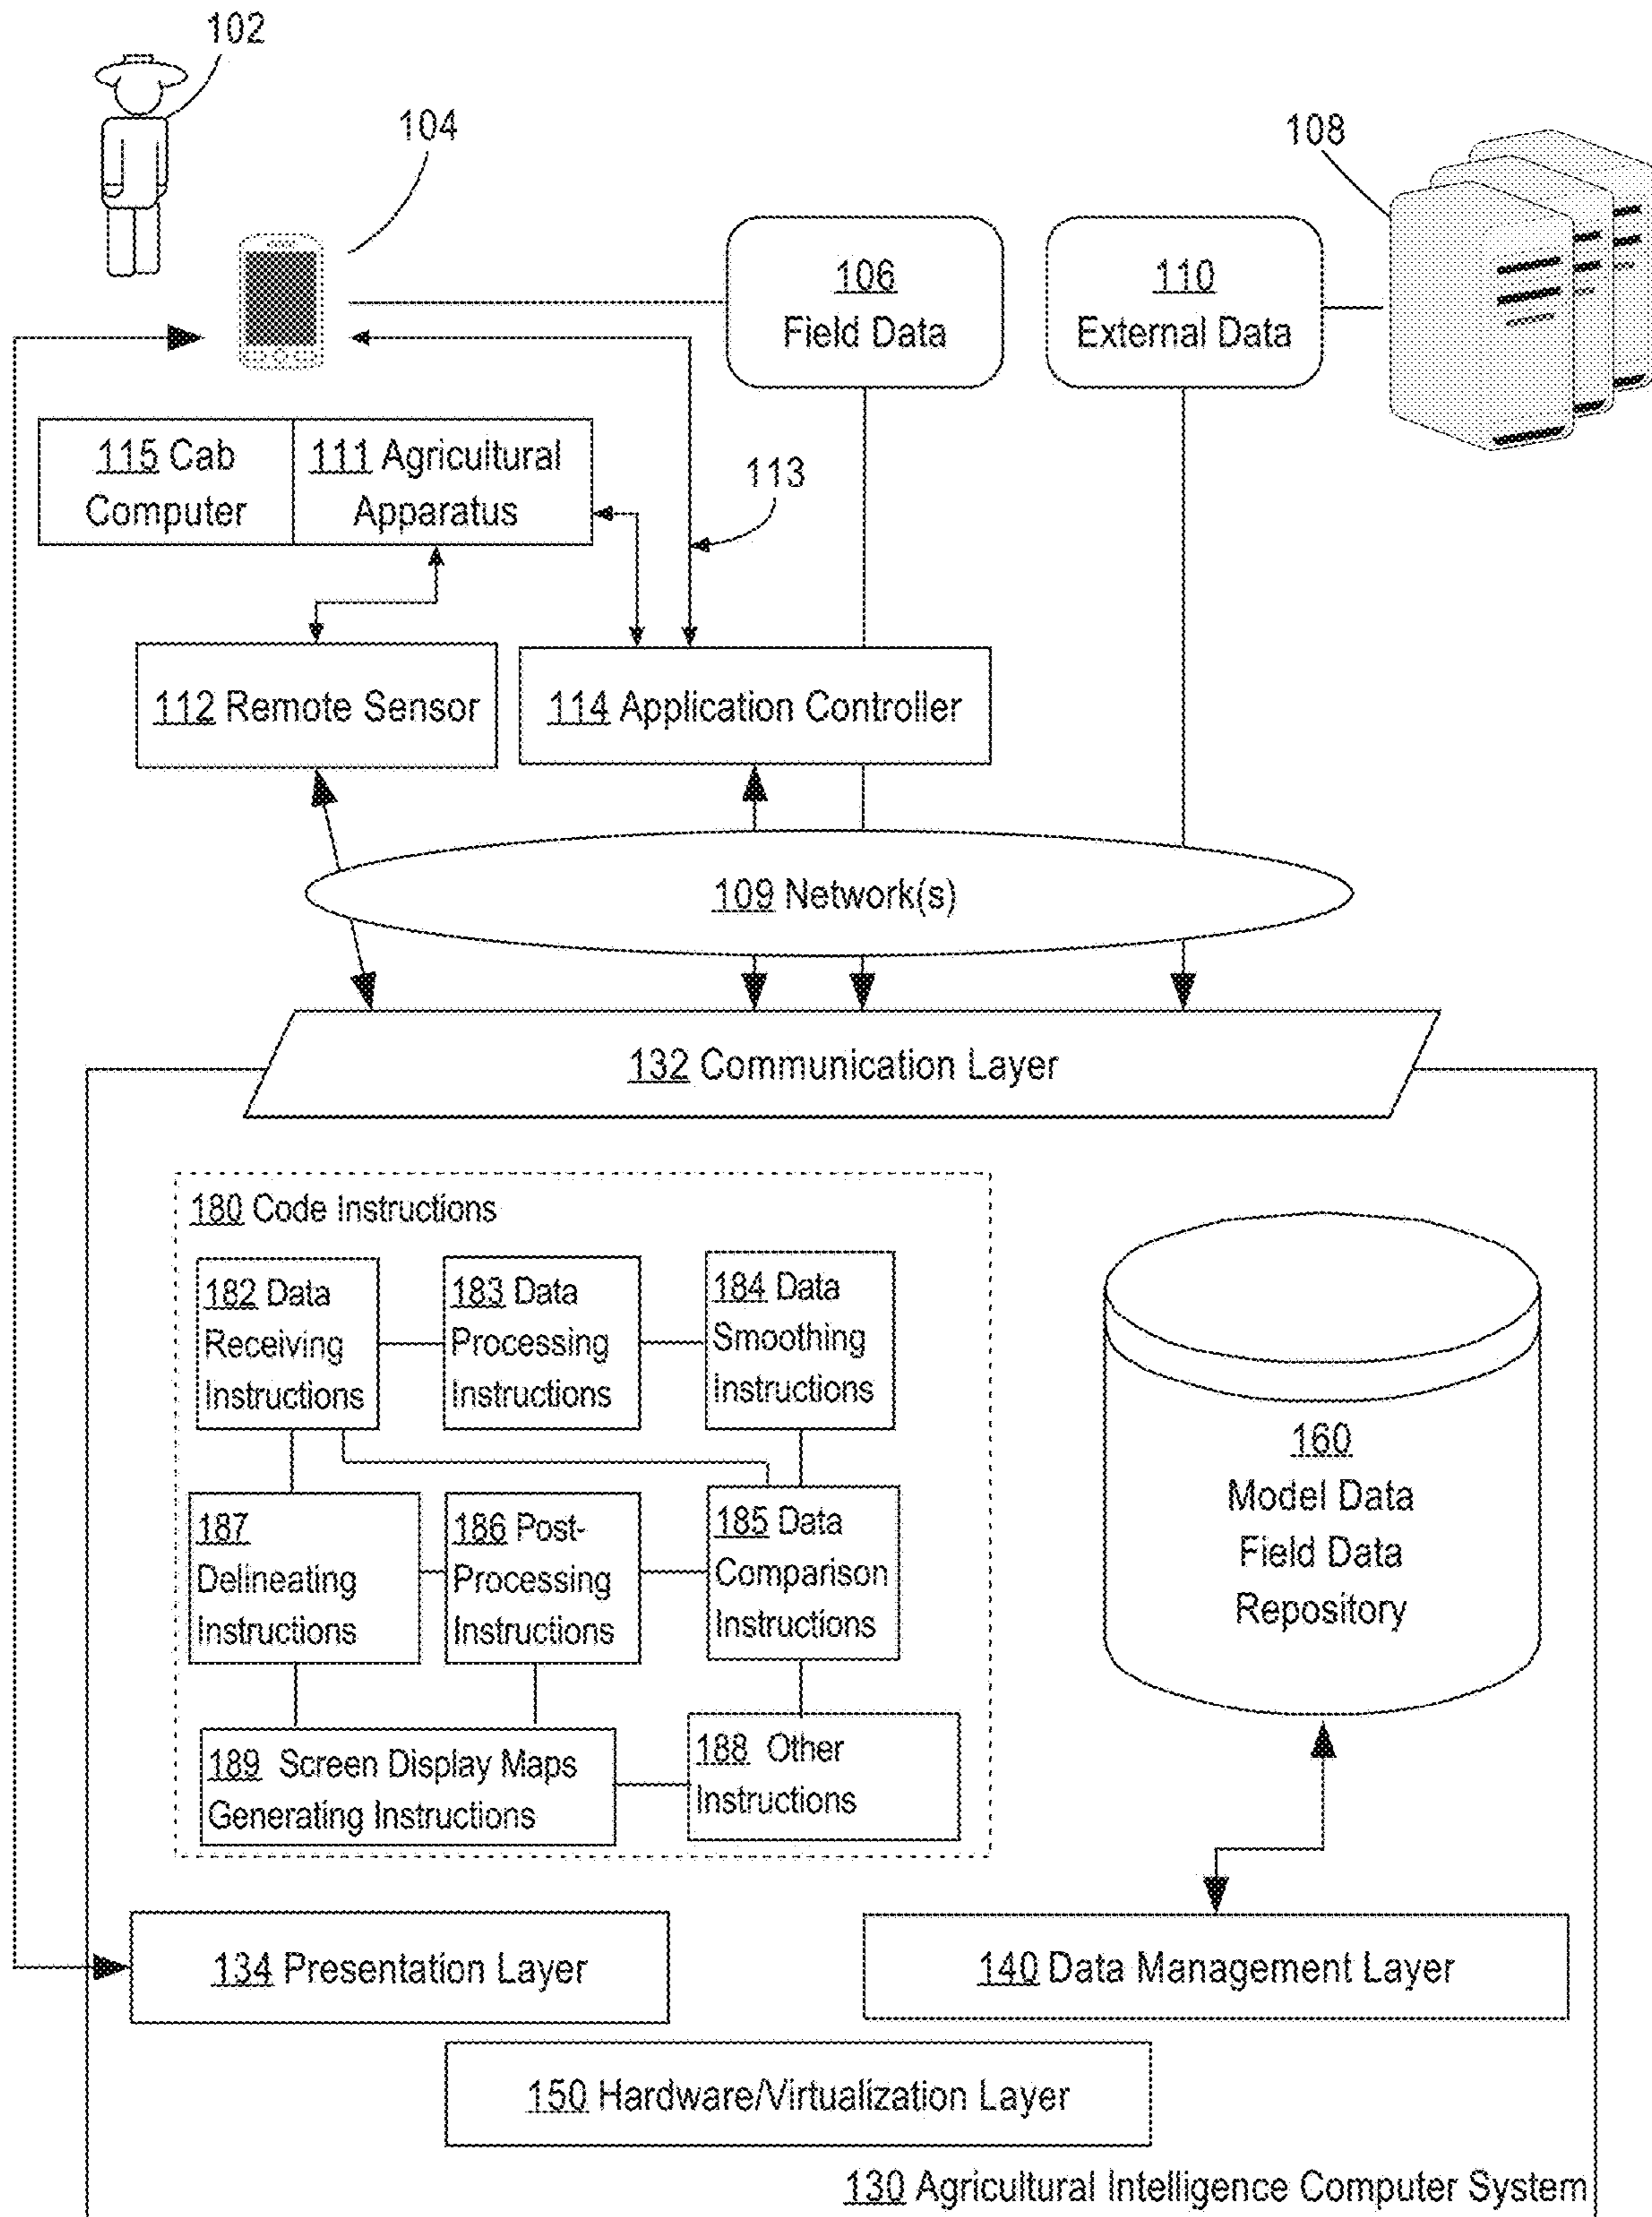 102
104
108
106
Field Data
110
External Data
115 Cab
Computer
111 Agricultural
Apparatus
113
112 Remote Sensor
114 Application Controller
109 Network(s)
132 Communication Layer
180 Code Instructions
182 Data
Receiving
Instructions
183 Data
Processing
Instructions
184 Data
Smoothing
Instructions
187
Delineating
Instructions
186 Post-
Processing
Instructions
185 Data
Comparison
Instructions
189 Screen Display Maps
Generating Instructions
188 Other
Instructions
160
Model Data
Field Data
Repository
134 Presentation Layer
140 Data Management Layer
150 Hardware/Virtualization Layer
130 Agricultural Intelligence Computer System